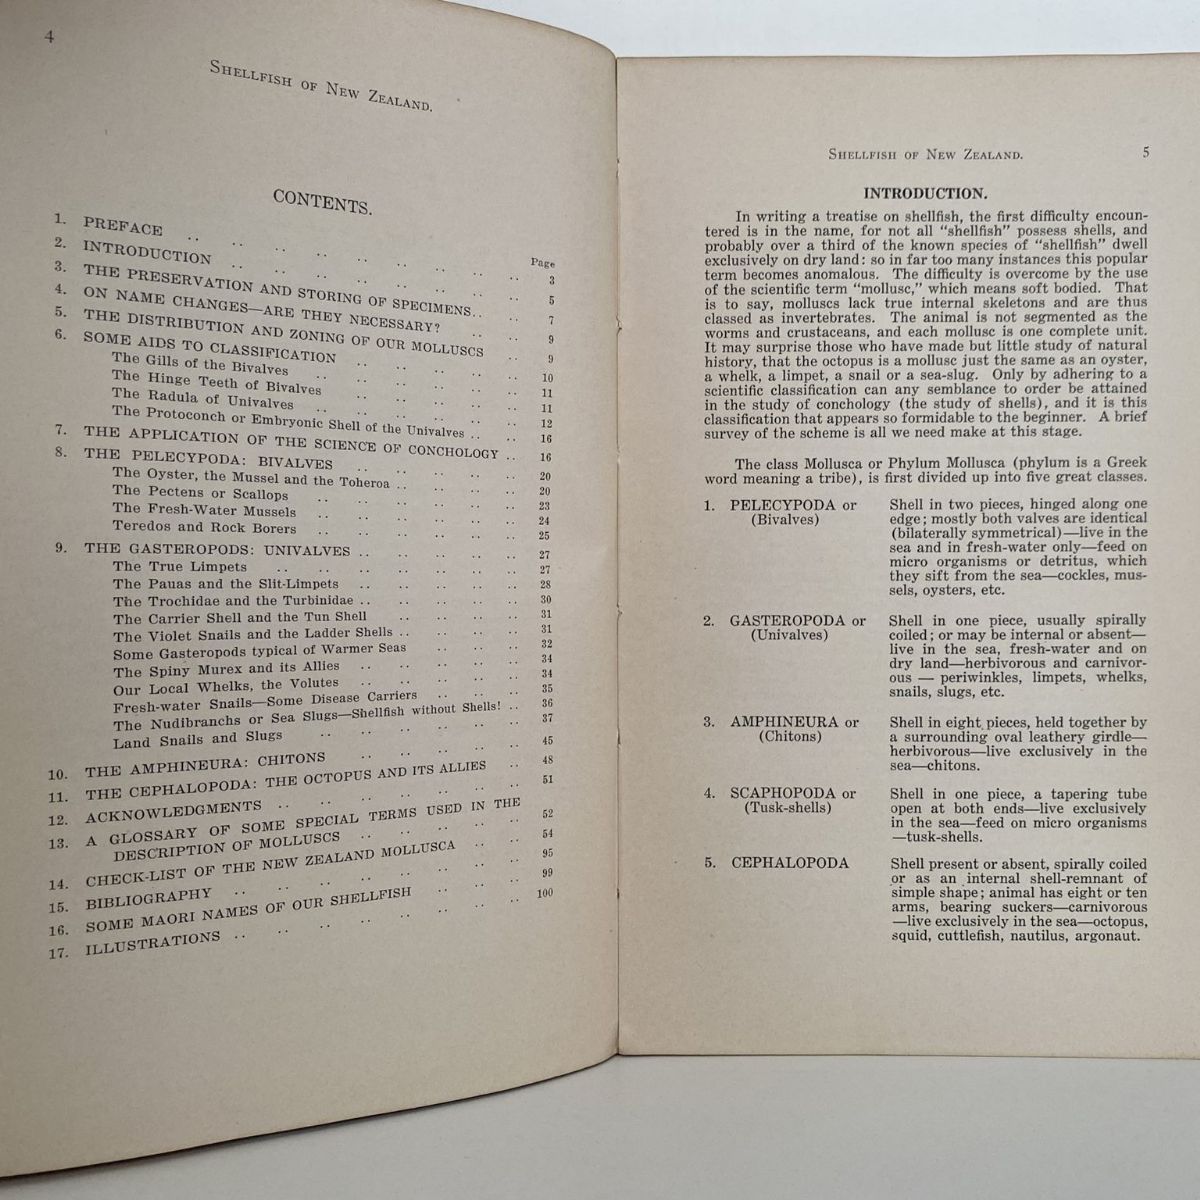 4
SHELLFISH OF NEW ZEALAND.
CONTENTS.
Page
1. PREFACE .. .. .. .. .. .. .. .. 3
2. INTRODUCTION .. .. .. .. .. .. .. 5
3. THE PRESERVATION AND STORING OF SPECIMENS.. .. 7
4. ON NAME CHANGES—ARE THEY NECESSARY? .. .. 9
5. THE DISTRIBUTION AND ZONING OF OUR MOLLUSCS .. 9
6. SOME AIDS TO CLASSIFICATION .. .. .. .. .. 10
The Gills of the Bivalves .. .. .. .. .. 11
The Hinge Teeth of Bivalves .. .. .. .. 11
The Radula of Univalves .. .. .. .. .. 12
The Protoconch or Embryonic Shell of the Univalves .. .. 16
7. THE APPLICATION OF THE SCIENCE OF CONCHOLOGY .. 16
8. THE PELECYPODA: BIVALVES .. .. .. .. .. 20
The Oyster, the Mussel and the Toheroa .. .. .. .. 20
The Pectens or Scallops .. .. .. .. .. 23
The Fresh-Water Mussels .. .. .. .. .. 24
Teredos and Rock Borers .. .. .. .. .. 25
9. THE GASTEROPODS: UNIVALVES .. .. .. .. .. 27
The True Limpets .. .. .. .. .. .. 27
The Pauas and the Slit-Limpets .. .. .. .. 28
The Trochidae and the Turbinidae .. .. .. .. .. 30
The Carrier Shell and the Tun Shell .. .. .. .. 31
The Violet Snails and the Ladder Shells .. .. .. .. 31
Some Gasteropods typical of Warmer Seas .. .. .. 32
The Spiny Murex and its Allies .. .. .. .. 34
Our Local Whelks, the Volutes .. .. .. .. 34
Fresh-water Snails—Some Disease Carriers .. .. .. 35
The Nudibranchs or Sea Slugs—Shellfish without Shells! .. 36
Land Snails and Slugs .. .. .. .. .. 37
10. THE AMPHINEURA: CHITONS .. .. .. .. .. 45
11. THE CEPHALOPODA: THE OCTOPUS AND ITS ALLIES .. 48
12. ACKNOWLEDGMENTS .. .. .. .. .. .. 51
13. A GLOSSARY OF SOME SPECIAL TERMS USED IN THE
DESCRIPTION OF MOLLUSCS .. .. .. .. .. 52
14. CHECK-LIST OF THE NEW ZEALAND MOLLUSCA .. .. 54
15. BIBLIOGRAPHY .. .. .. .. .. .. .. 95
16. SOME MAORI NAMES OF OUR SHELLFISH .. .. .. 99
17. ILLUSTRATIONS .. .. .. .. .. .. .. 100
SHELLFISH OF NEW ZEALAND. 5
INTRODUCTION.
In writing a treatise on shellfish, the first difficulty encoun-
tered is in the name, for not all "shellfish" possess shells, and
probably over a third of the known species of "shellfish" dwell
exclusively on dry land: so in far too many instances this popular
term becomes anomalous. The difficulty is overcome by the use
of the scientific term "mollusc," which means soft bodied. That
is to say, molluscs lack true internal skeletons and are thus
classed as invertebrates. The animal is not segmented as the
worms and crustaceans, and each mollusc is one complete unit.
It may surprise those who have made but little study of natural
history, that the octopus is a mollusc just the same as an oyster,
a whelk, a limpet, a snail or a sea-slug. Only by adhering to a
scientific classification can any semblance to order be attained
in the study of conchology (the study of shells), and it is this
classification that appears so formidable to the beginner. A brief
survey of the scheme is all we need make at this stage.
The class Mollusca or Phylum Mollusca (phylum is a Greek
word meaning a tribe), is first divided up into five great classes.
1. PELECYPODA or
(Bivalves)
Shell in two pieces, hinged along one
edge; mostly both valves are identical
(bilaterally symmetrical)—live in the
sea and in fresh-water only—feed on
micro organisms or detritus, which
they sift from the sea—cockles, mus-
sels, oysters, etc.
2. GASTEROPODA or
(Univalves)
Shell in one piece, usually spirally
coiled; or may be internal or absent—
live in the sea, fresh-water and on
dry land—herbivorous and carnivor-
ous — periwinkles, limpets, whelks,
snails, slugs, etc.
3. AMPHINEURA or
(Chitons)
Shell in eight pieces, held together by
a surrounding oval leathery girdle—
herbivorous—live exclusively in the
sea—chitons.
4. SCAPHOPODA or
(Tusk-shells)
Shell in one piece, a tapering tube
open at both ends—live exclusively
in the sea—feed on micro organisms
—tusk-shells.
5. CEPHALOPODA
Shell present or absent, spirally coiled
or as an internal shell-remnant of
simple shape; animal has eight or ten
arms, bearing suckers—carnivorous
—live exclusively in the sea—octopus,
squid, cuttlefish, nautilus, argonaut.